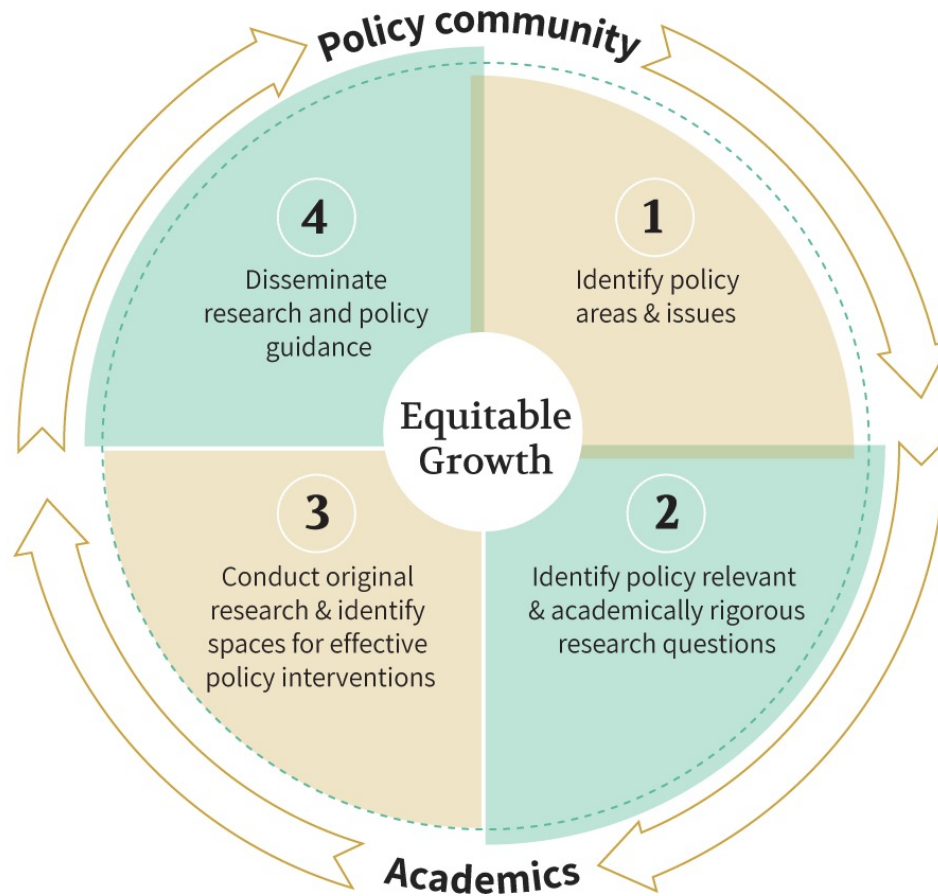 Policy community
1
Identify policy
areas & issues
2
Identify policy relevant
& academically rigorous
research questions
3
Conduct original
research & identify
spaces for effective
policy interventions
4
Disseminate
research and policy
guidance
Equitable
Growth
Academics